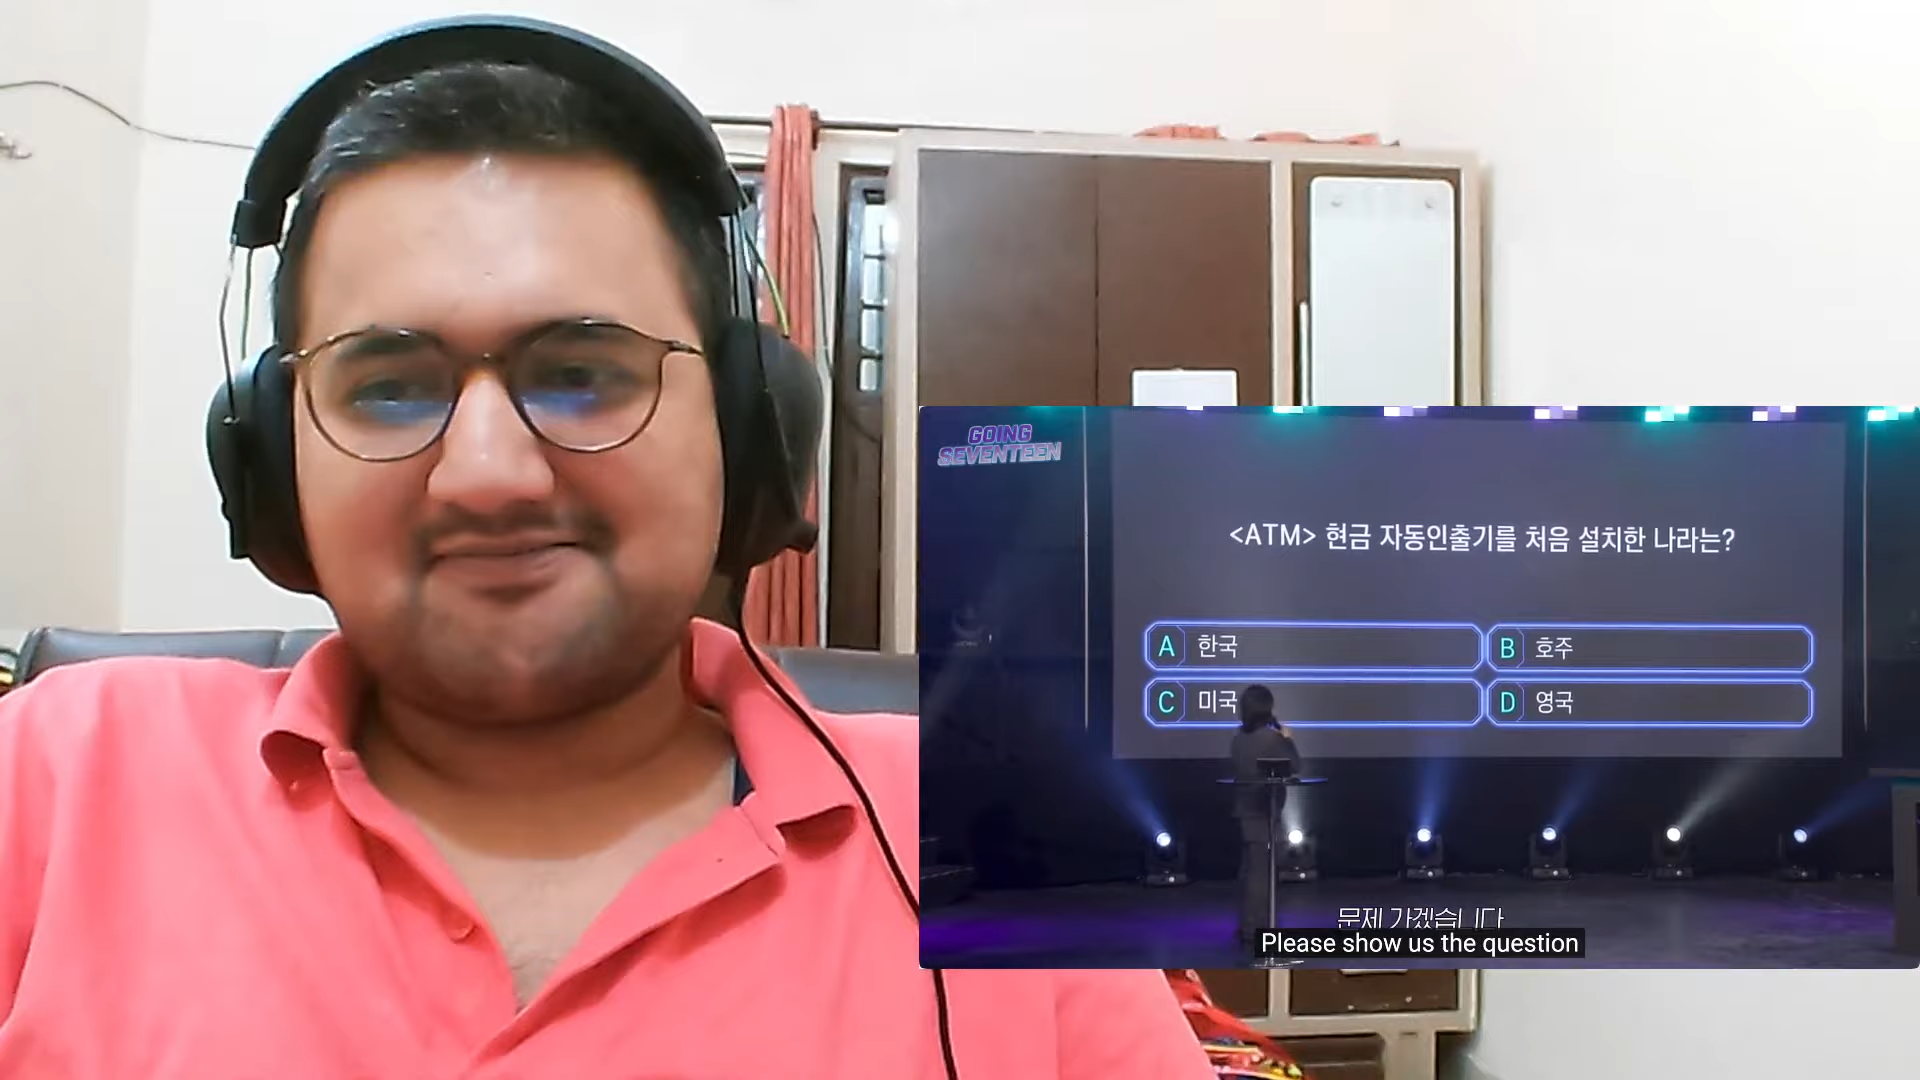 GOING
SEVENTEEN
<ATM> 현금 자동인출기를 처음 설치한 나라는?
A 한국
B 호주
C 미국
D 영국
문제 가겠습니다
Please show us the question